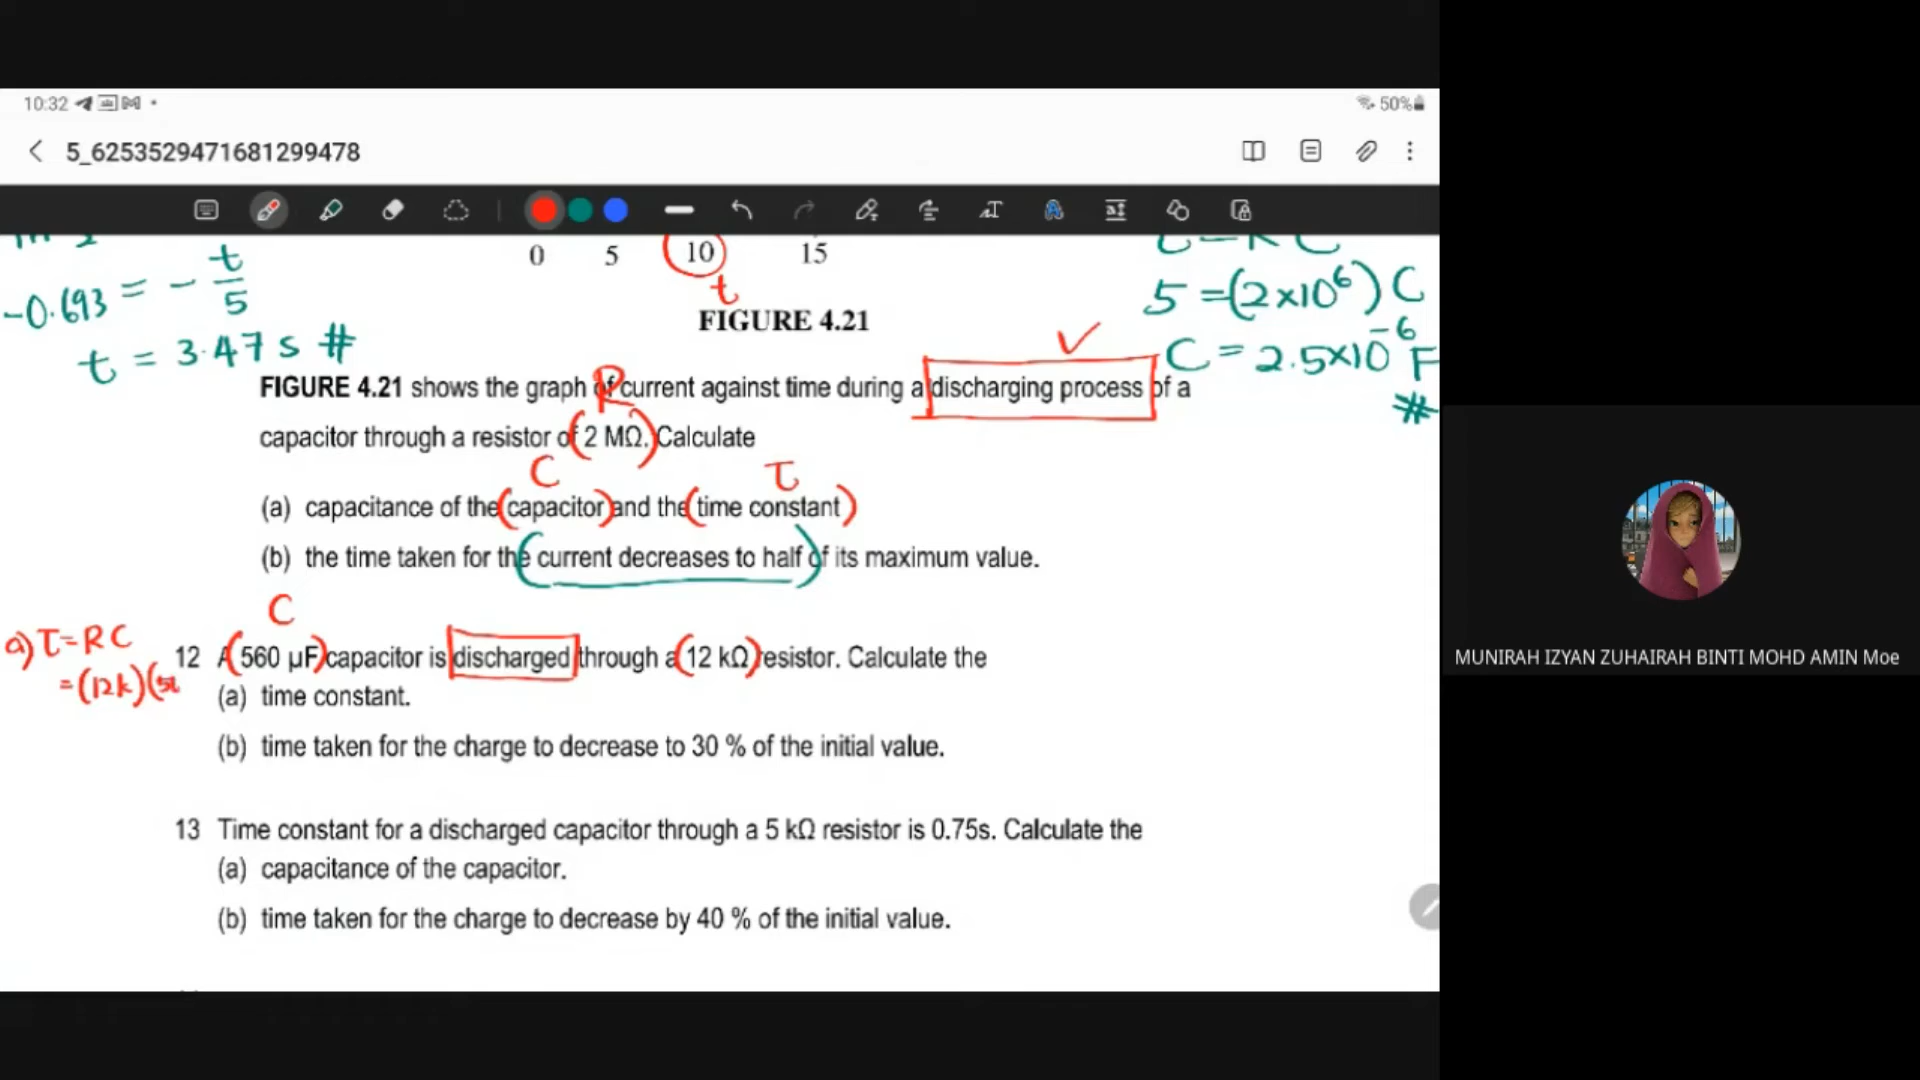 10:32
50%
5_6253529471681299478
0 5 10 15
t
FIGURE 4.21
-0.693 = - t/5
t = 3.47 s #
5 = (2x10^6) C
C = 2.5x10^-6 F
#
R
FIGURE 4.21 shows the graph of current against time during a discharging process of a
capacitor through a resistor of (2 MΩ). Calculate
C τ
(a) capacitance of the (capacitor) and the (time constant)
(b) the time taken for the (current decreases to half) of its maximum value.
C
a) τ = RC
= (12k)(
12 A (560 µF) capacitor is discharged through a (12 kΩ) resistor. Calculate the
(a) time constant.
(b) time taken for the charge to decrease to 30 % of the initial value.
13 Time constant for a discharged capacitor through a 5 kΩ resistor is 0.75s. Calculate the
(a) capacitance of the capacitor.
(b) time taken for the charge to decrease by 40 % of the initial value.
MUNIRAH IZYAN ZUHAIRAH BINTI MOHD AMIN Moe